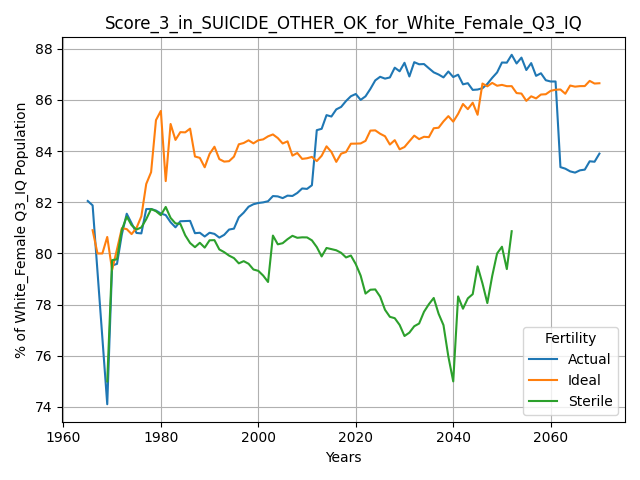 Score_3_in_SUICIDE_OTHER_OK_for_White_Female_Q3_IQ
% of White_Female Q3_IQ Population
88
86
84
82
80
78
76
74
1960
1980
2000
2020
2040
2060
Years
Fertility
Actual
Ideal
Sterile